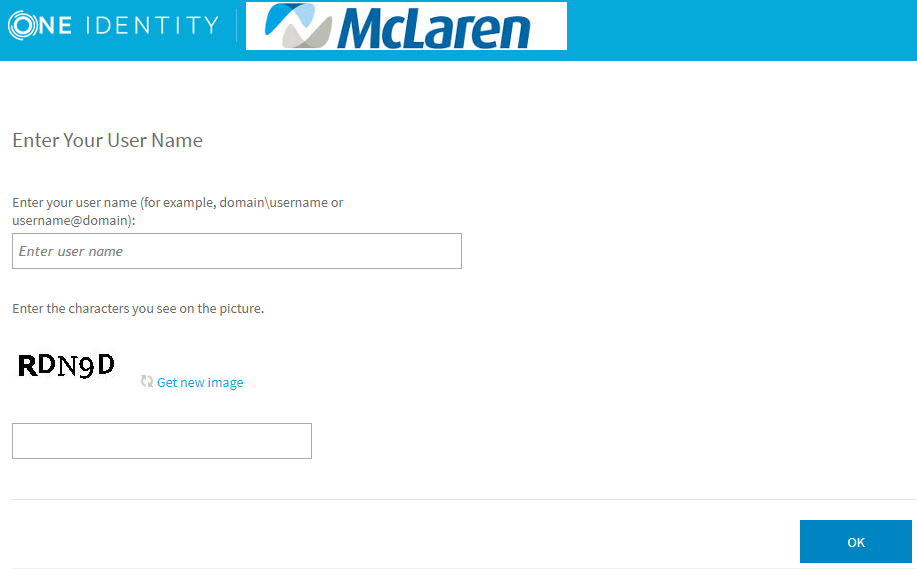 ONE IDENTITY
McLaren
Enter Your User Name
Enter your user name (for example, domain\username or
username@domain):
Enter user name
Enter the characters you see on the picture.
RDN9D
Get new image
OK